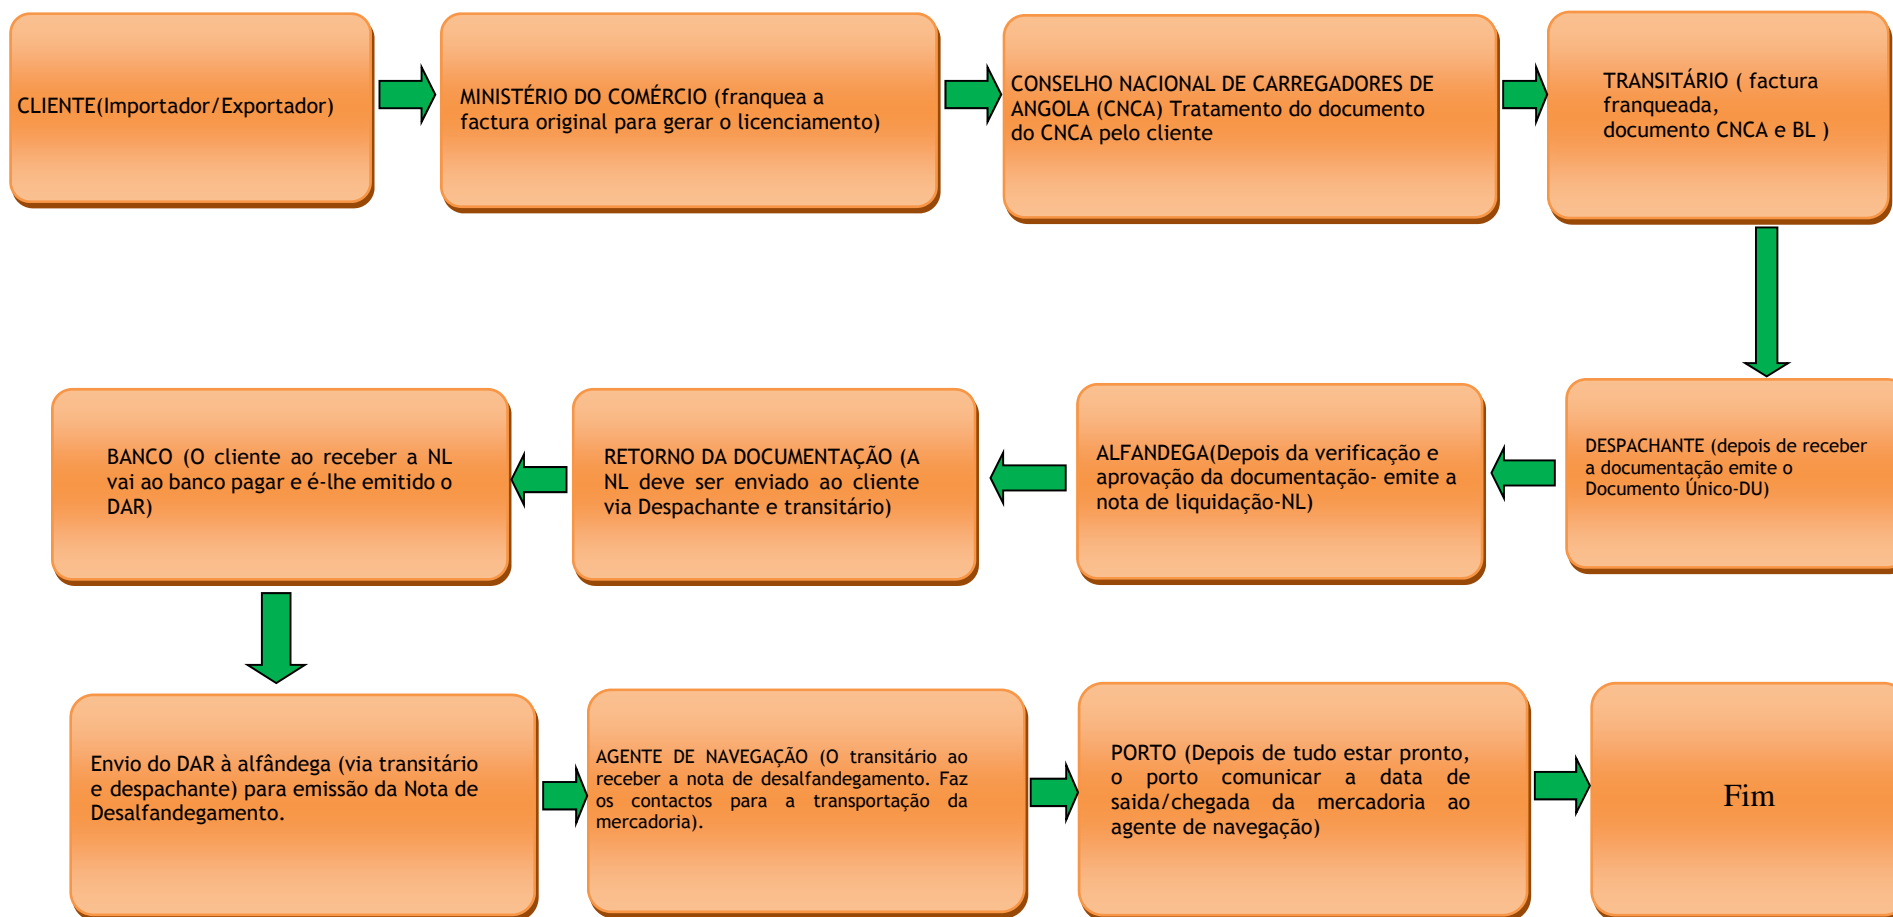 CLIENTE(Importador/Exportador)
MINISTÉRIO DO COMÉRCIO (franquea a
factura original para gerar o licenciamento)
CONSELHO NACIONAL DE CARREGADORES DE
ANGOLA (CNCA) Tratamento do documento
do CNCA pelo cliente
TRANSITÁRIO ( factura
franqueada,
documento CNCA e BL )
DESPACHANTE (depois de receber
a documentação emite o
Documento Único-DU)
ALFANDEGA(Depois da verificação e
aprovação da documentação- emite a
nota de liquidação-NL)
RETORNO DA DOCUMENTAÇÃO (A
NL deve ser enviado ao cliente
via Despachante e transitário)
BANCO (O cliente ao receber a NL
vai ao banco pagar e é-lhe emitido o
DAR)
Envio do DAR à alfândega (via transitário
e despachante) para emissão da Nota de
Desalfandegamento.
AGENTE DE NAVEGAÇÃO (O transitário ao
receber a nota de desalfandegamento. Faz
os contactos para a transportação da
mercadoria).
PORTO (Depois de tudo estar pronto,
o porto comunicar a data de
saida/chegada da mercadoria ao
agente de navegação)
Fim